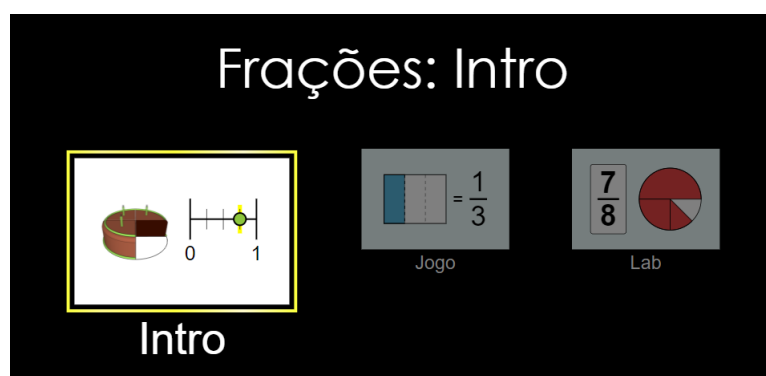 Frações: Intro
0 1
= 1/3
7/8
Jogo
Lab
Intro